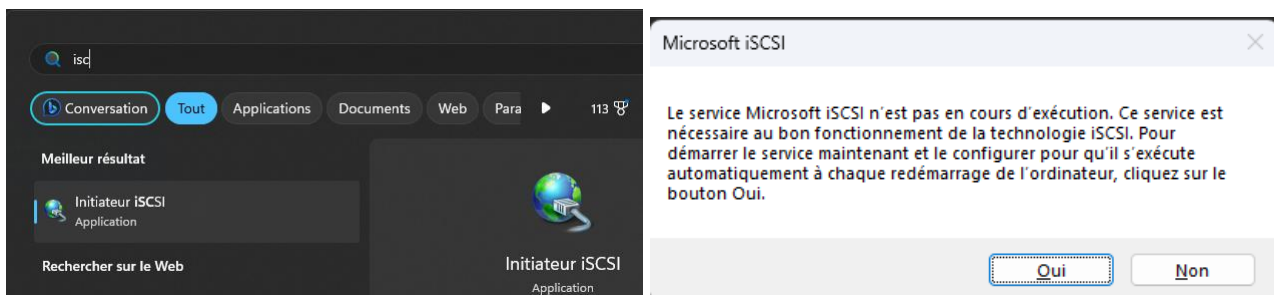 isc
Conversation Tout Applications Documents Web Para 113
Meilleur résultat
Initiateur iSCSI
Application
Rechercher sur le Web
Initiateur iSCSI
Application
Microsoft iSCSI
Le service Microsoft iSCSI n'est pas en cours d'exécution. Ce service est
nécessaire au bon fonctionnement de la technologie iSCSI. Pour
démarrer le service maintenant et le configurer pour qu'il s'exécute
automatiquement à chaque redémarrage de l'ordinateur, cliquez sur le
bouton Oui.
Oui Non